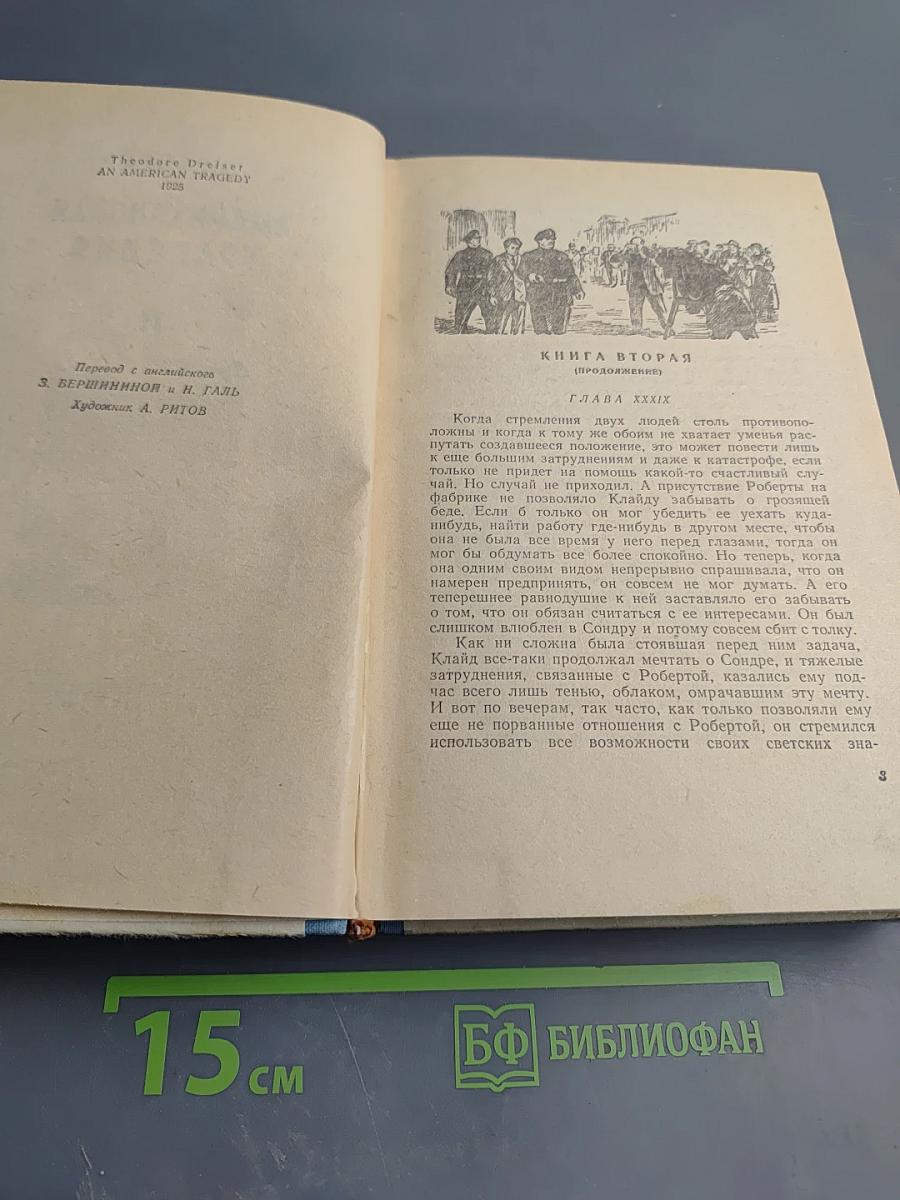 Theodore Dreiser
AN AMERICAN TRAGEDY
1925
Перевод с английского
З. ВЕРШИНИНОЙ и Н. ГАЛЬ
Художник А. РИТОВ
КНИГА ВТОРАЯ
(ПРОДОЛЖЕНИЕ)
ГЛАВА XXXIX
Когда стремления двух людей столь противопо-
ложны и когда к тому же обоим не хватает уменья рас-
путать создавшееся положение, это может повести лишь
к еще большим затруднениям и даже к катастрофе, если
только не придет на помощь какой-то счастливый слу-
чай. Но случай не приходил. А присутствие Роберты на
фабрике не позволяло Клайду забывать о грозящей
беде. Если б только он мог убедить ее уехать куда-
нибудь, найти работу где-нибудь в другом месте, чтобы
она не была все время у него перед глазами, тогда он
мог бы обдумать все более спокойно. Но теперь, когда
она одним своим видом непрерывно спрашивала, что он
намерен предпринять, он совсем не мог думать. А его
теперешнее равнодушие к ней заставляло его забывать
о том, что он обязан считаться с ее интересами. Он был
слишком влюблен в Сондру и потому совсем сбит с толку.
Как ни сложна была стоявшая перед ним задача,
Клайд все-таки продолжал мечтать о Сондре, и тяжелые
затруднения, связанные с Робертой, казались ему под-
час всего лишь тенью, облаком, омрачавшим эту мечту.
И вот по вечерам, так часто, как только позволяли ему
еще не порванные отношения с Робертой, он стремился
использовать все возможности своих светских зна-
3
15 см
БФ БИБЛИОФАН